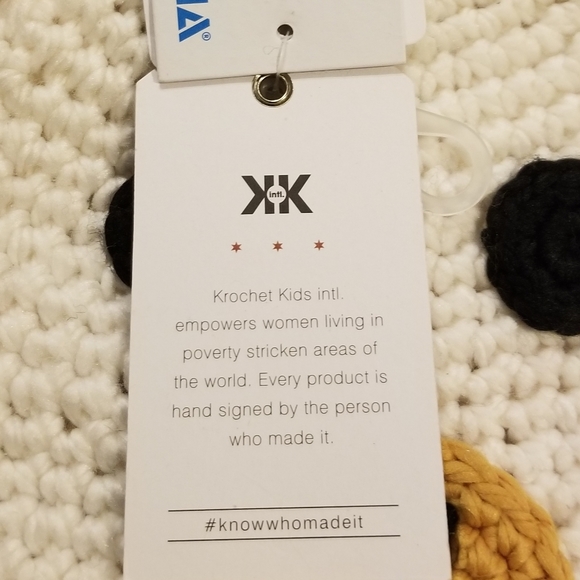 intl.
KK
Krochet Kids intl.
empowers women living in
poverty stricken areas of
the world. Every product is
hand signed by the person
who made it.
#knowwhomadeit